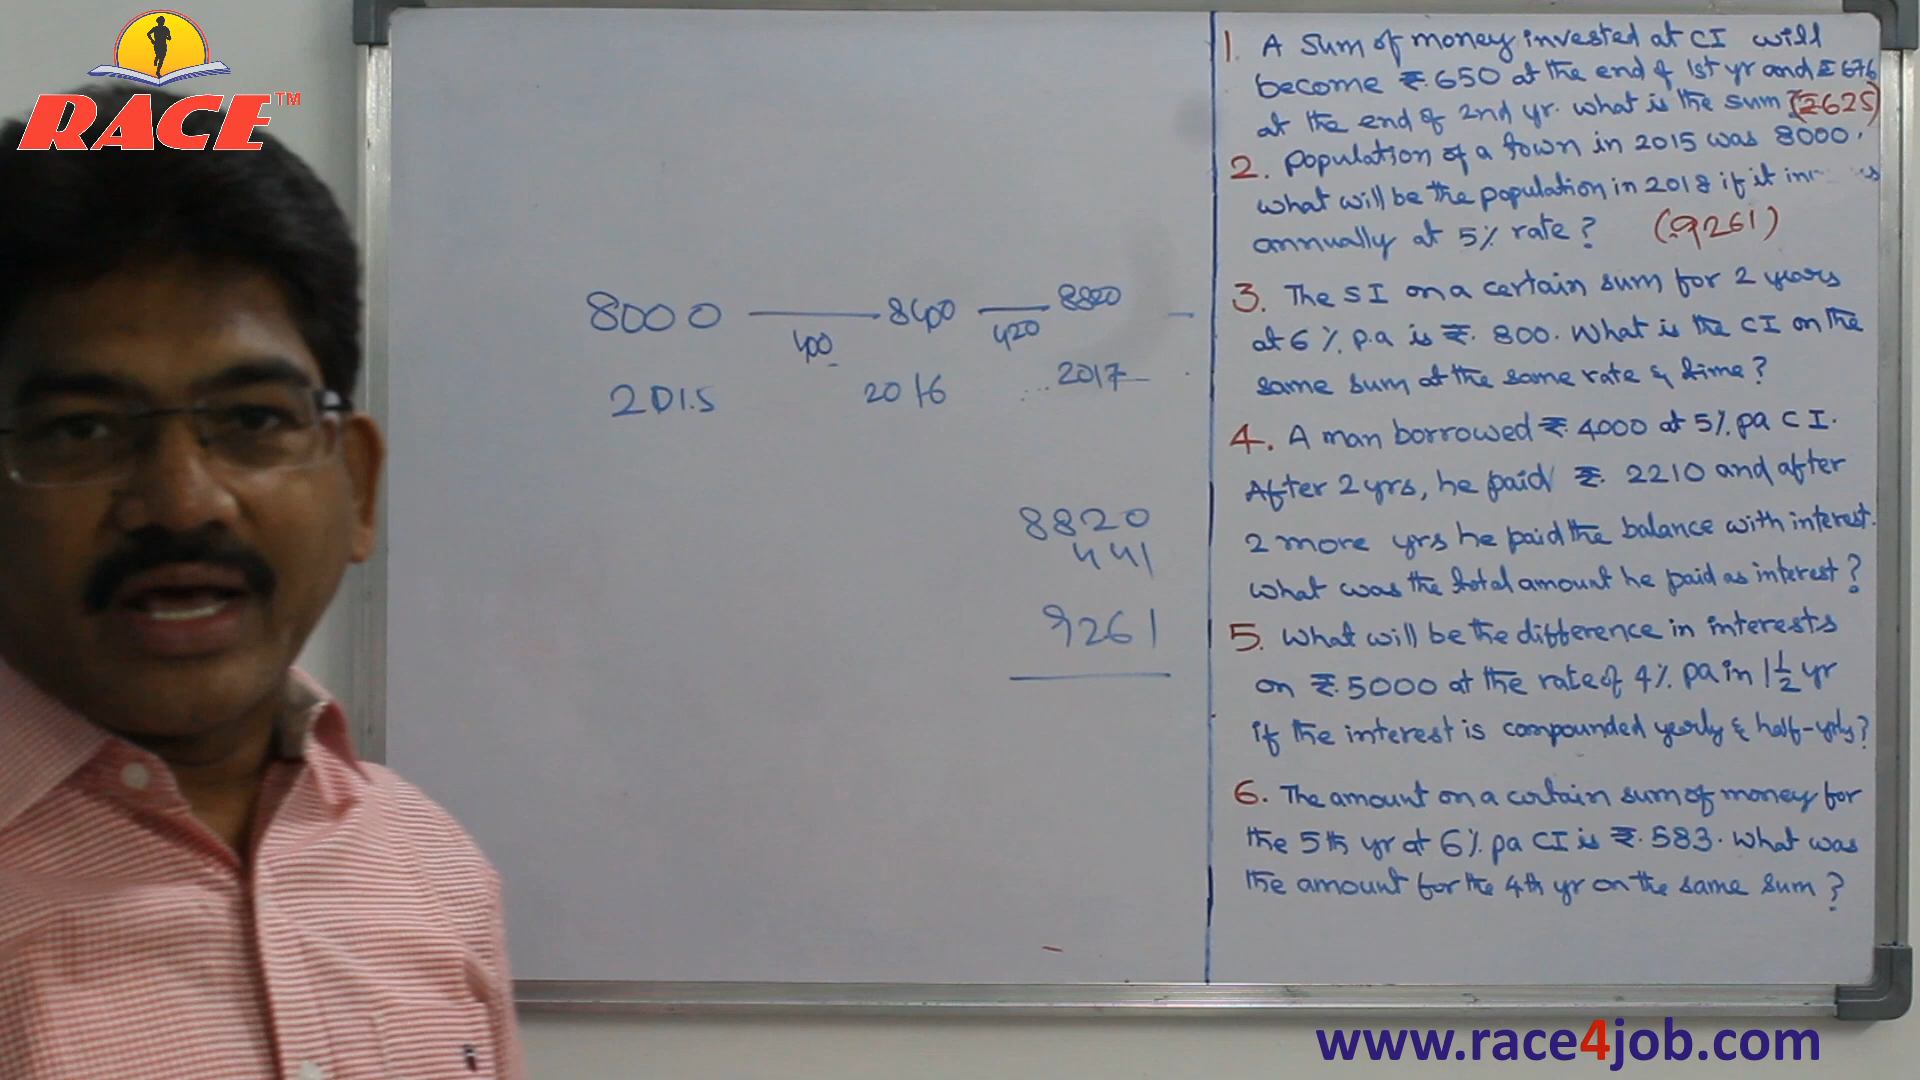 RACE™
8000 — 8400 — 8820 —
400 420
2015 2016 2017
8820
441
9261
1. A sum of money invested at CI will
become ₹. 650 at the end of 1st yr and ₹ 676
at the end of 2nd yr. what is the sum? (₹625)
2. population of a town in 2015 was 8000.
what will be the population in 2018 if it
annually at 5% rate? (9261)
3. The SI on a certain sum for 2 years
at 6% p.a is ₹. 800. What is the CI on the
same sum at the same rate & time?
4. A man borrowed ₹. 4000 at 5% pa CI.
After 2 yrs, he paid ₹. 2210 and after
2 more yrs he paid the balance with interest.
what was the total amount he paid as interest?
5. What will be the difference in interests
on ₹. 5000 at the rate of 4% pa in 1½ yr
if the interest is compounded yearly & half-yrly?
6. The amount on a certain sum of money for
the 5th yr at 6% pa CI is ₹. 583. What was
the amount for the 4th yr on the same sum?
www.race4job.com